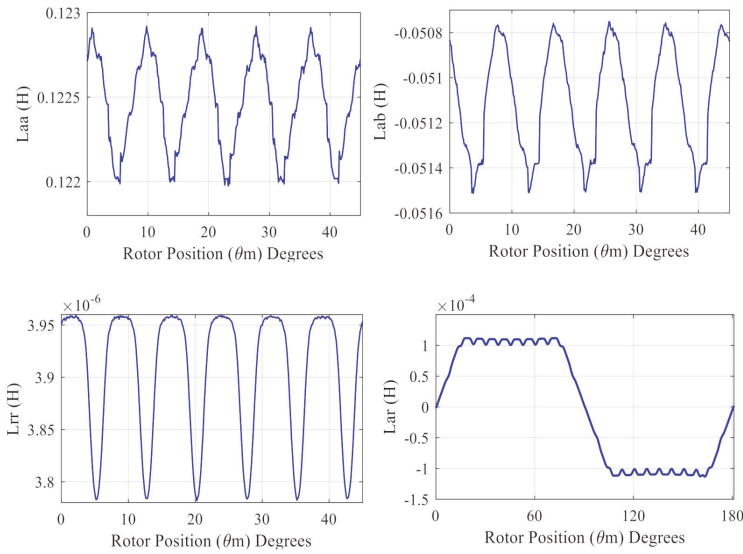 0.123
0.1225
0.122
Laa (H)
0 10 20 30 40
Rotor Position (θm) Degrees
-0.0508
-0.051
-0.0512
-0.0514
-0.0516
Lab (H)
0 10 20 30 40
Rotor Position (θm) Degrees
×10⁻⁶
3.95
3.9
3.85
3.8
Lrr (H)
0 10 20 30 40
Rotor Position (θm) Degrees
×10⁻⁴
1.5
1
0.5
0
-0.5
-1
-1.5
Lar (H)
0 60 120 180
Rotor Position (θm) Degrees